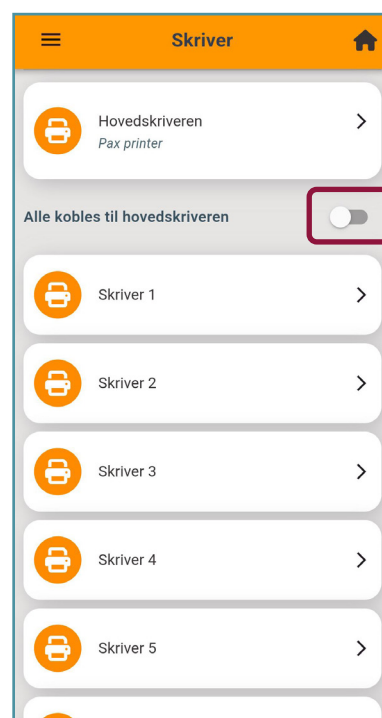 Skriver
Hovedskriveren
Pax printer
Alle kobles til hovedskriveren
Skriver 1
Skriver 2
Skriver 3
Skriver 4
Skriver 5